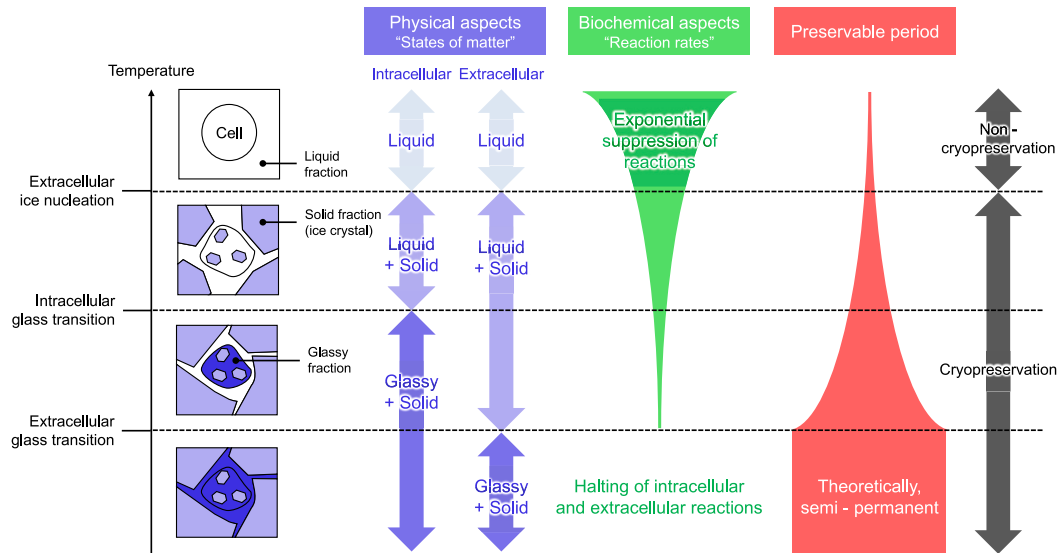 Physical aspects
“States of matter”
Biochemical aspects
“Reaction rates”
Preservable period
Temperature
Intracellular
Extracellular
Cell
Liquid
fraction
Liquid
Liquid
Exponential
suppression of
reactions
Non -
cryopreservation
Extracellular
ice nucleation
Solid fraction
(ice crystal)
Liquid
+ Solid
Liquid
+ Solid
Intracellular
glass transition
Glassy
fraction
Glassy
+ Solid
Cryopreservation
Extracellular
glass transition
Glassy
+ Solid
Halting of intracellular
and extracellular reactions
Theoretically,
semi - permanent